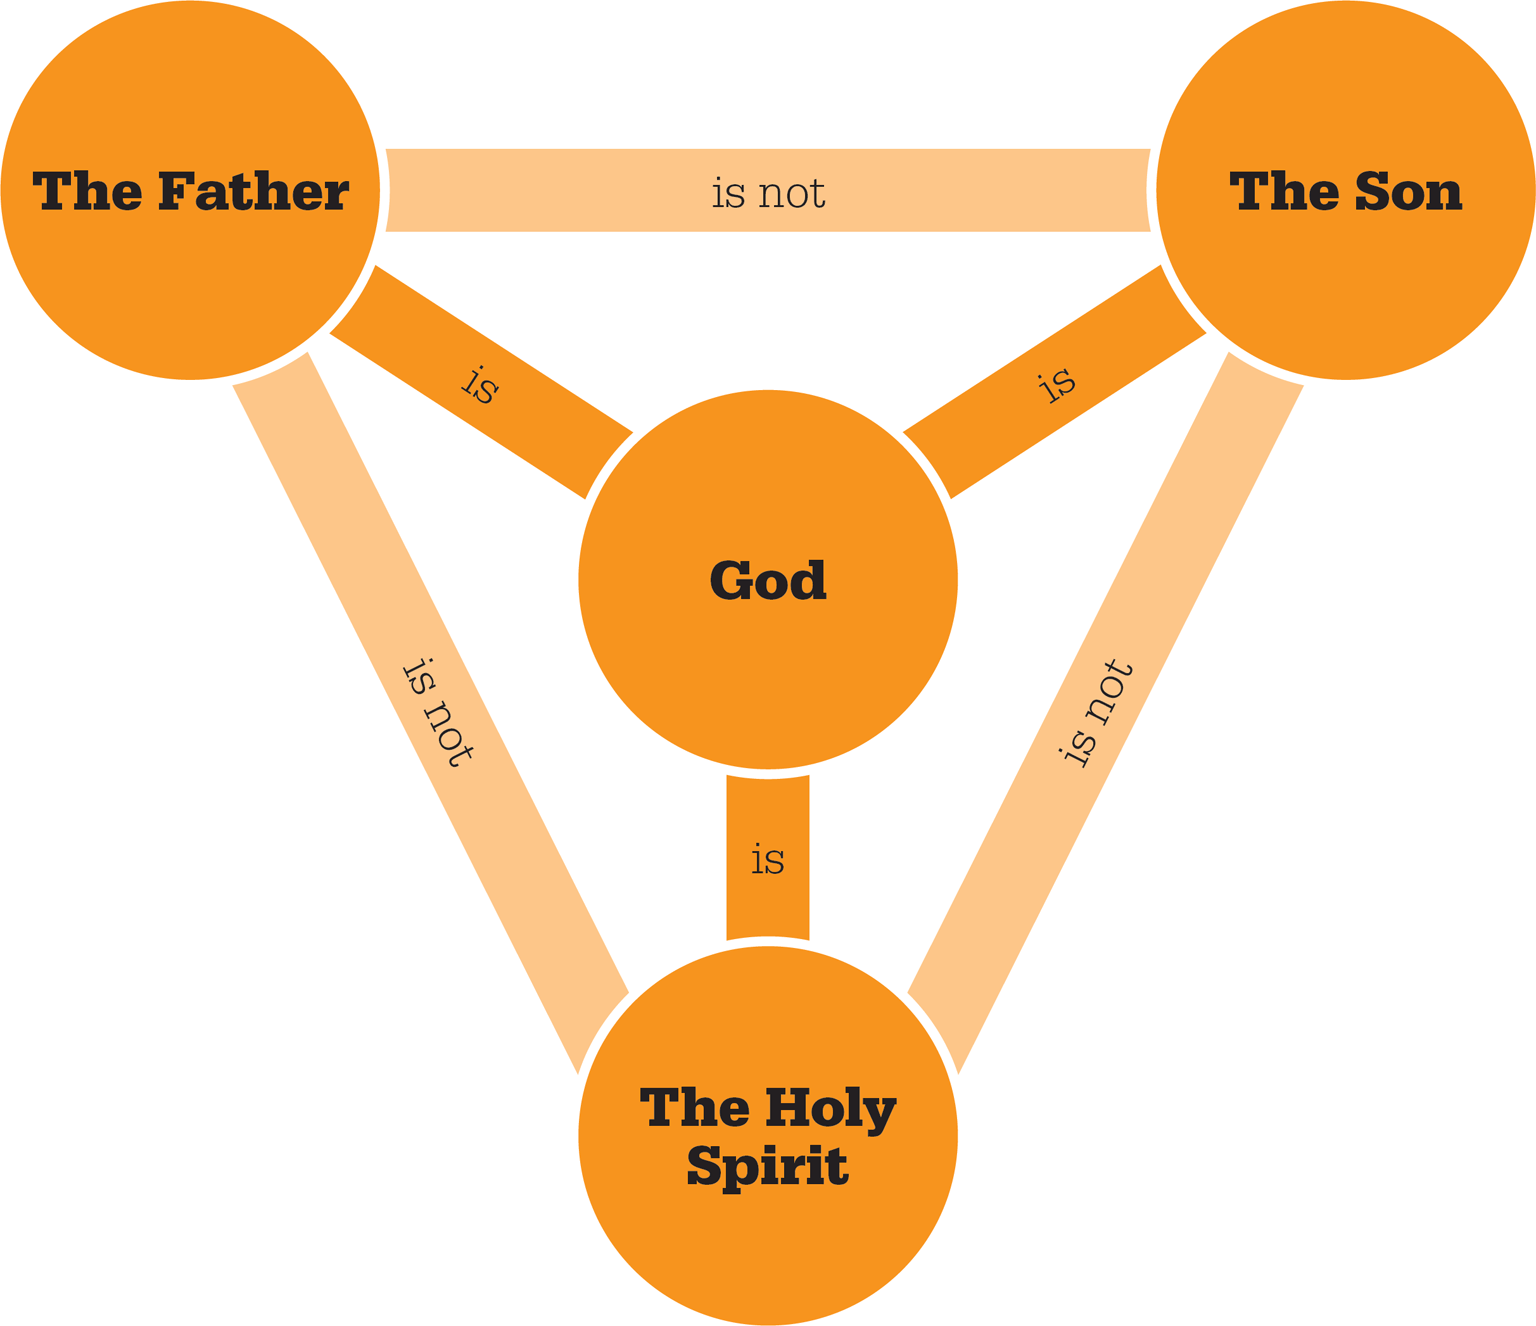 The Father
is not
The Son
is
is
God
is not
is not
is
The Holy
Spirit